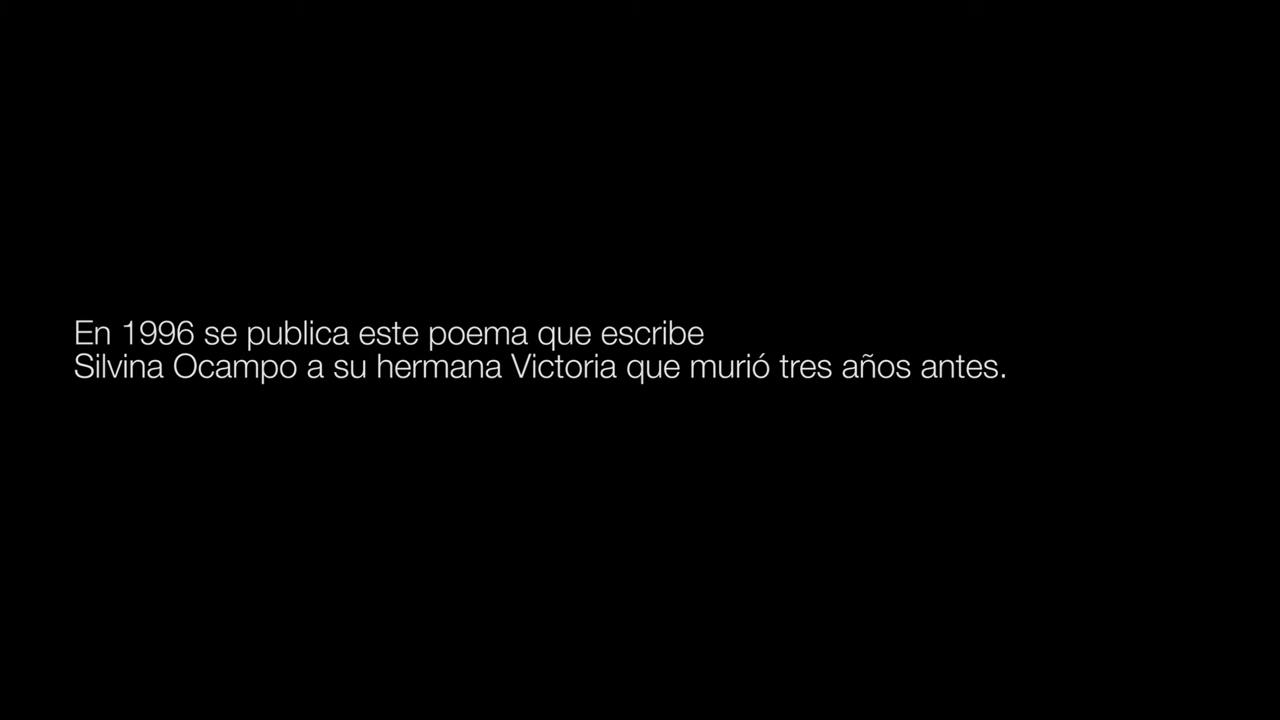 En 1996 se publica este poema que escribe
Silvina Ocampo a su hermana Victoria que murió tres años antes.